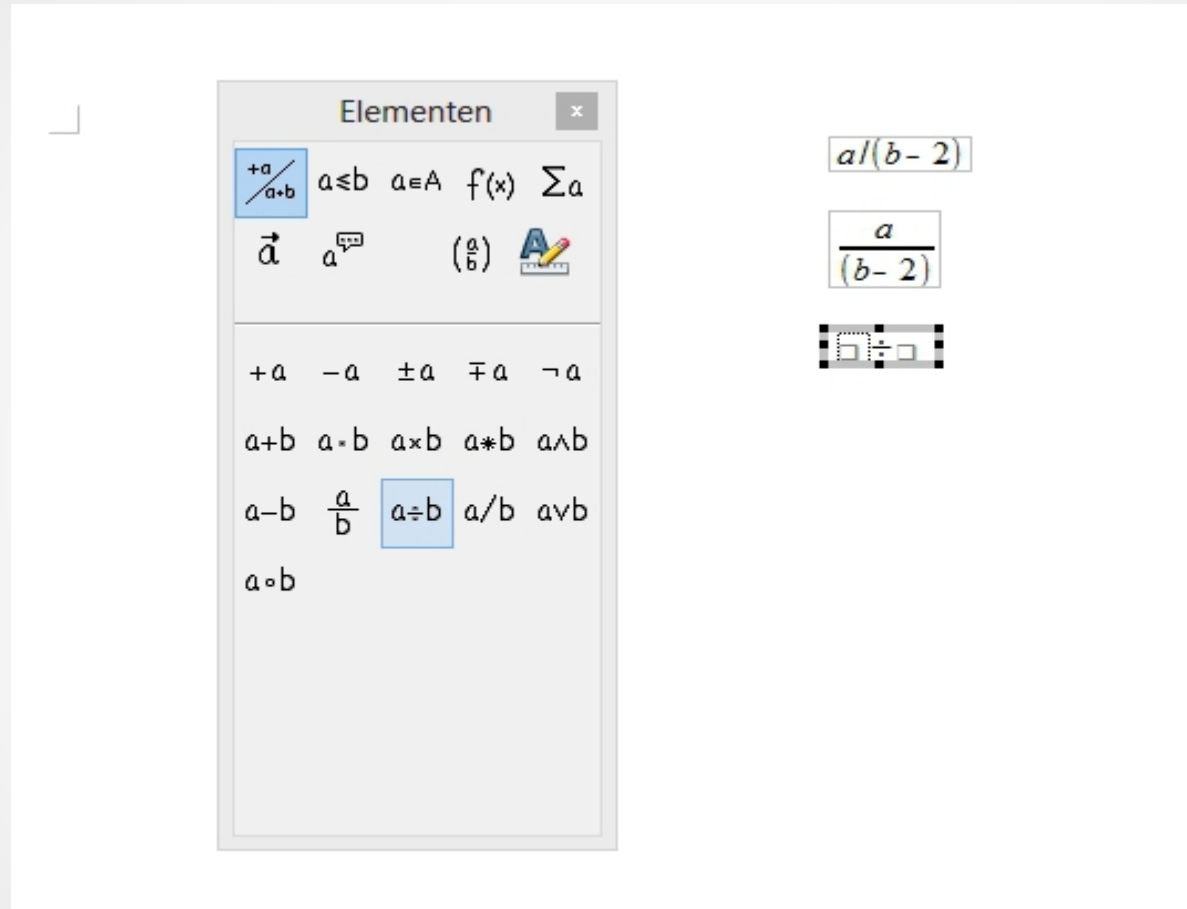 Elementen x
+a/a+b a≤b a∈A f(x) Σa
a⃗ a (a/b) A
+a −a ±a ∓a ¬a
a+b a·b a×b a∗b a∧b
a−b a/b a÷b a/b a∨b
a∘b
a/(b− 2)
a
(b− 2)
□÷□